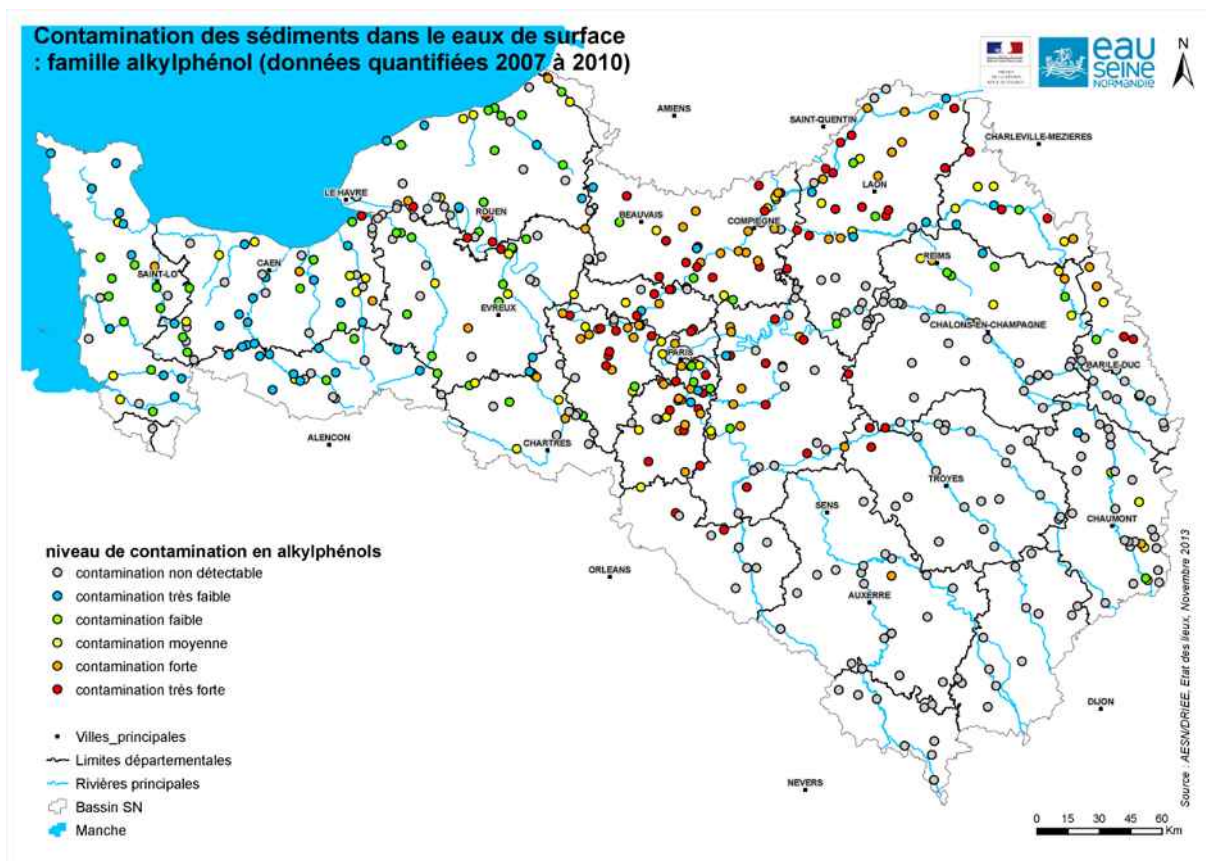 Contamination des sédiments dans le eaux de surface
: famille alkylphénol (données quantifiées 2007 à 2010)
eau
SEINE
NORMANDIE
N
AMIENS
SAINT-QUENTIN
CHARLEVILLE-MEZIERES
LAON
LE HAVRE
ROUEN
BEAUVAIS
COMPIEGNE
REIMS
SAINT-LO
CAEN
EVREUX
PARIS
CHALONS-EN-CHAMPAGNE
BAR-LE-DUC
ALENCON
CHARTRES
TROYES
SENS
CHAUMONT
ORLEANS
AUXERRE
DIJON
NEVERS
niveau de contamination en alkylphénols
contamination non détectable
contamination très faible
contamination faible
contamination moyenne
contamination forte
contamination très forte
Villes_principales
Limites départementales
Rivières principales
Bassin SN
Manche
Source : AESN/DRIEE, Etat des lieux, Novembre 2013
0 15 30 45 60
Km